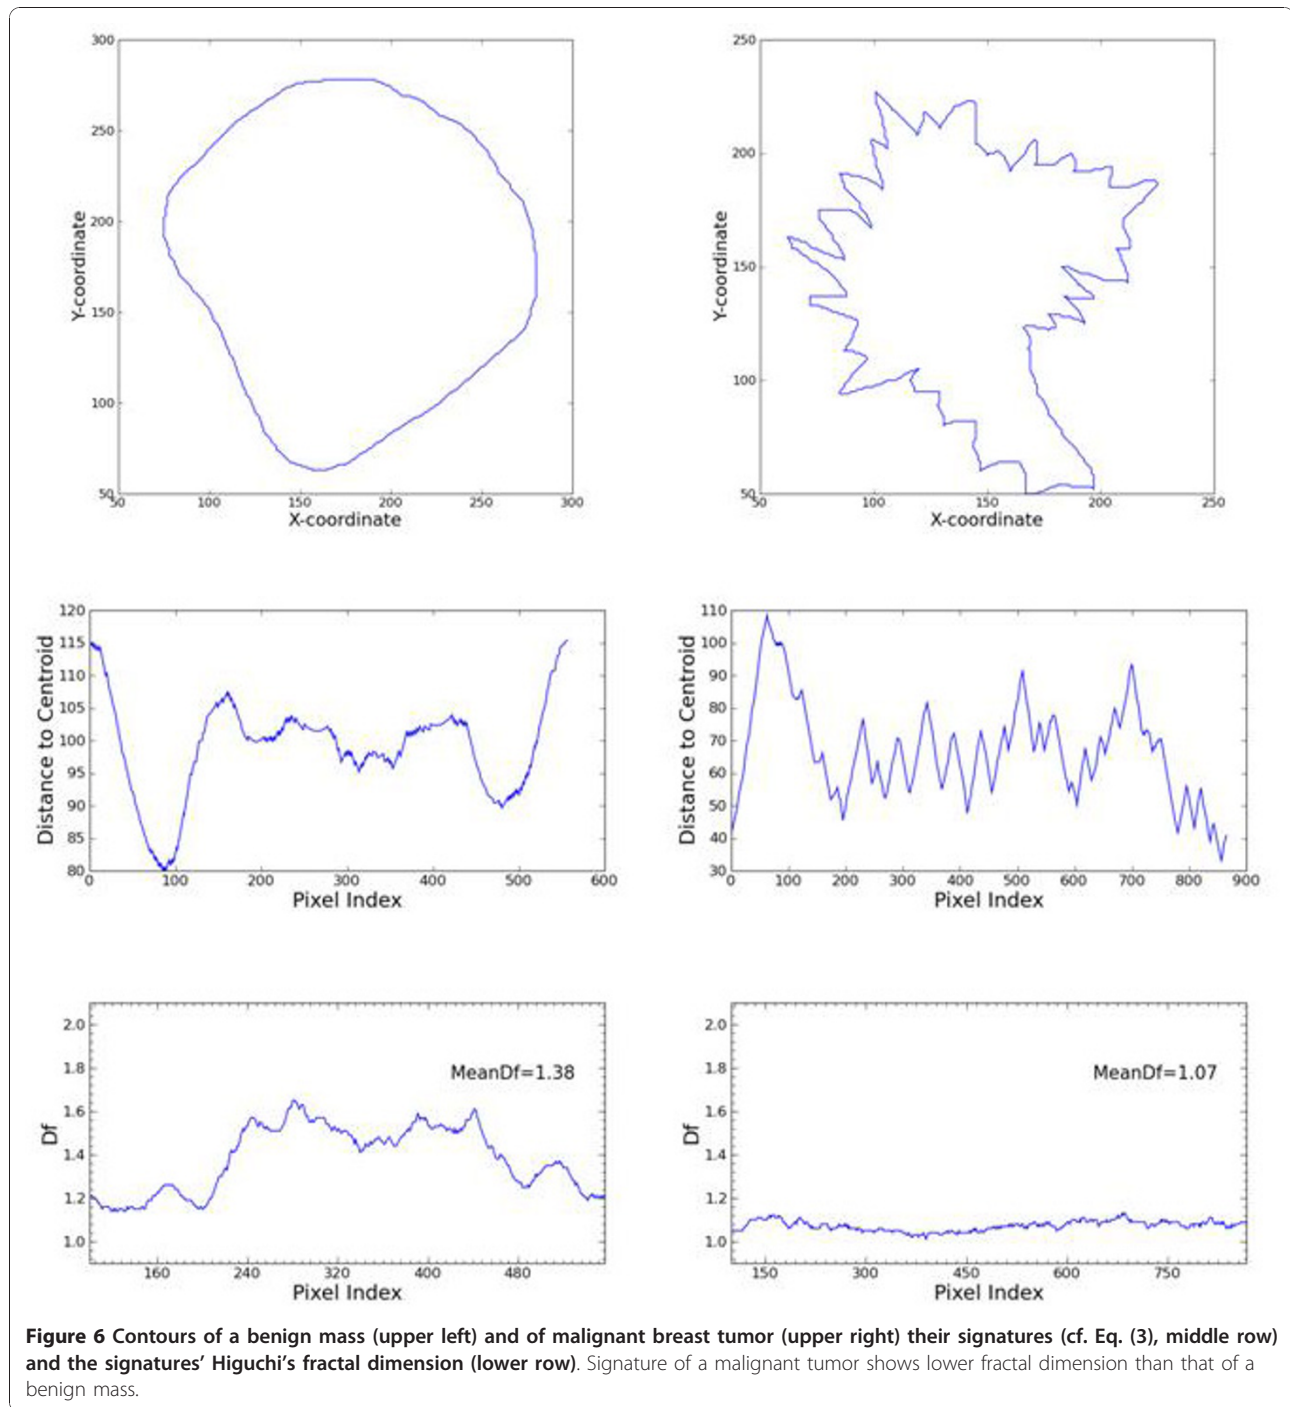 300
250
200
150
100
50
50 100 150 200 250 300
Y-coordinate
X-coordinate
250
200
150
100
50
50 100 150 200 250
Y-coordinate
X-coordinate
120
115
110
105
100
95
90
85
80
0 100 200 300 400 500 600
Distance to Centroid
Pixel Index
110
100
90
80
70
60
50
40
30
0 100 200 300 400 500 600 700 800 900
Distance to Centroid
Pixel Index
2.0
1.8
1.6
1.4
1.2
1.0
MeanDf=1.38
Df
160 240 320 400 480
Pixel Index
2.0
1.8
1.6
1.4
1.2
1.0
MeanDf=1.07
Df
150 300 450 600 750
Pixel Index
Figure 6 Contours of a benign mass (upper left) and of malignant breast tumor (upper right) their signatures (cf. Eq. (3), middle row)
and the signatures' Higuchi's fractal dimension (lower row). Signature of a malignant tumor shows lower fractal dimension than that of a
benign mass.